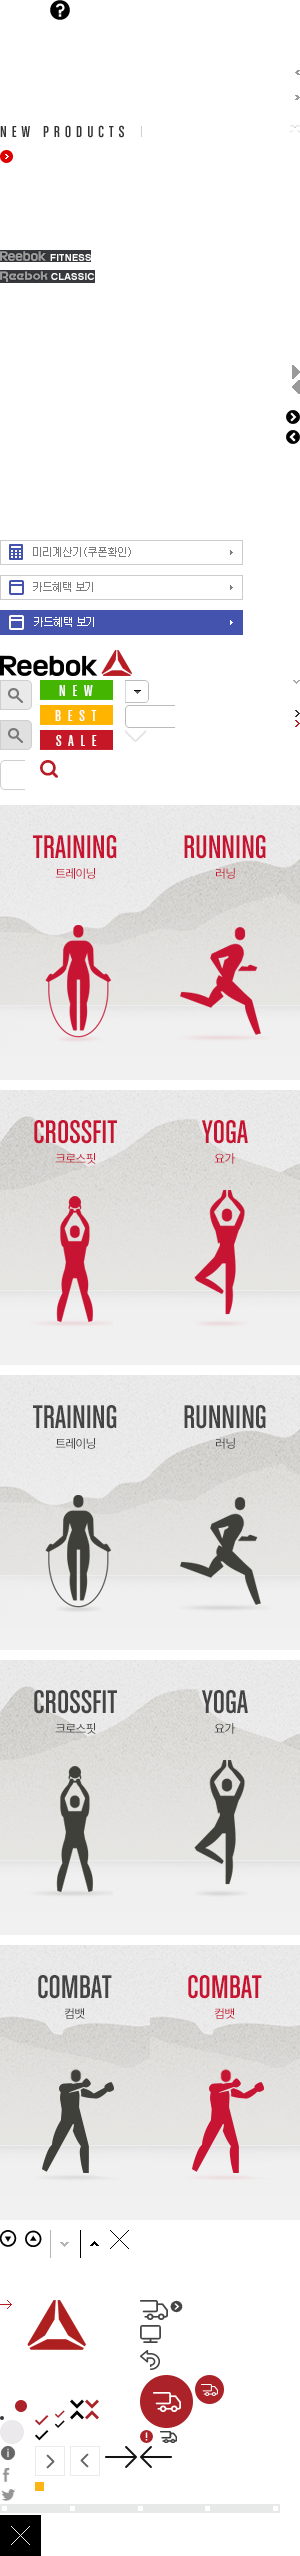 NEW PRODUCTS
Reebok FITNESS
Reebok CLASSIC
미리계산기(쿠폰확인)
카드혜택 보기
카드혜택 보기
Reebok
NEW
BEST
SALE
TRAINING RUNNING
트레이닝 러닝
CROSSFIT YOGA
크로스핏 요가
TRAINING RUNNING
트레이닝 러닝
CROSSFIT YOGA
크로스핏 요가
COMBAT COMBAT
컴뱃 컴뱃